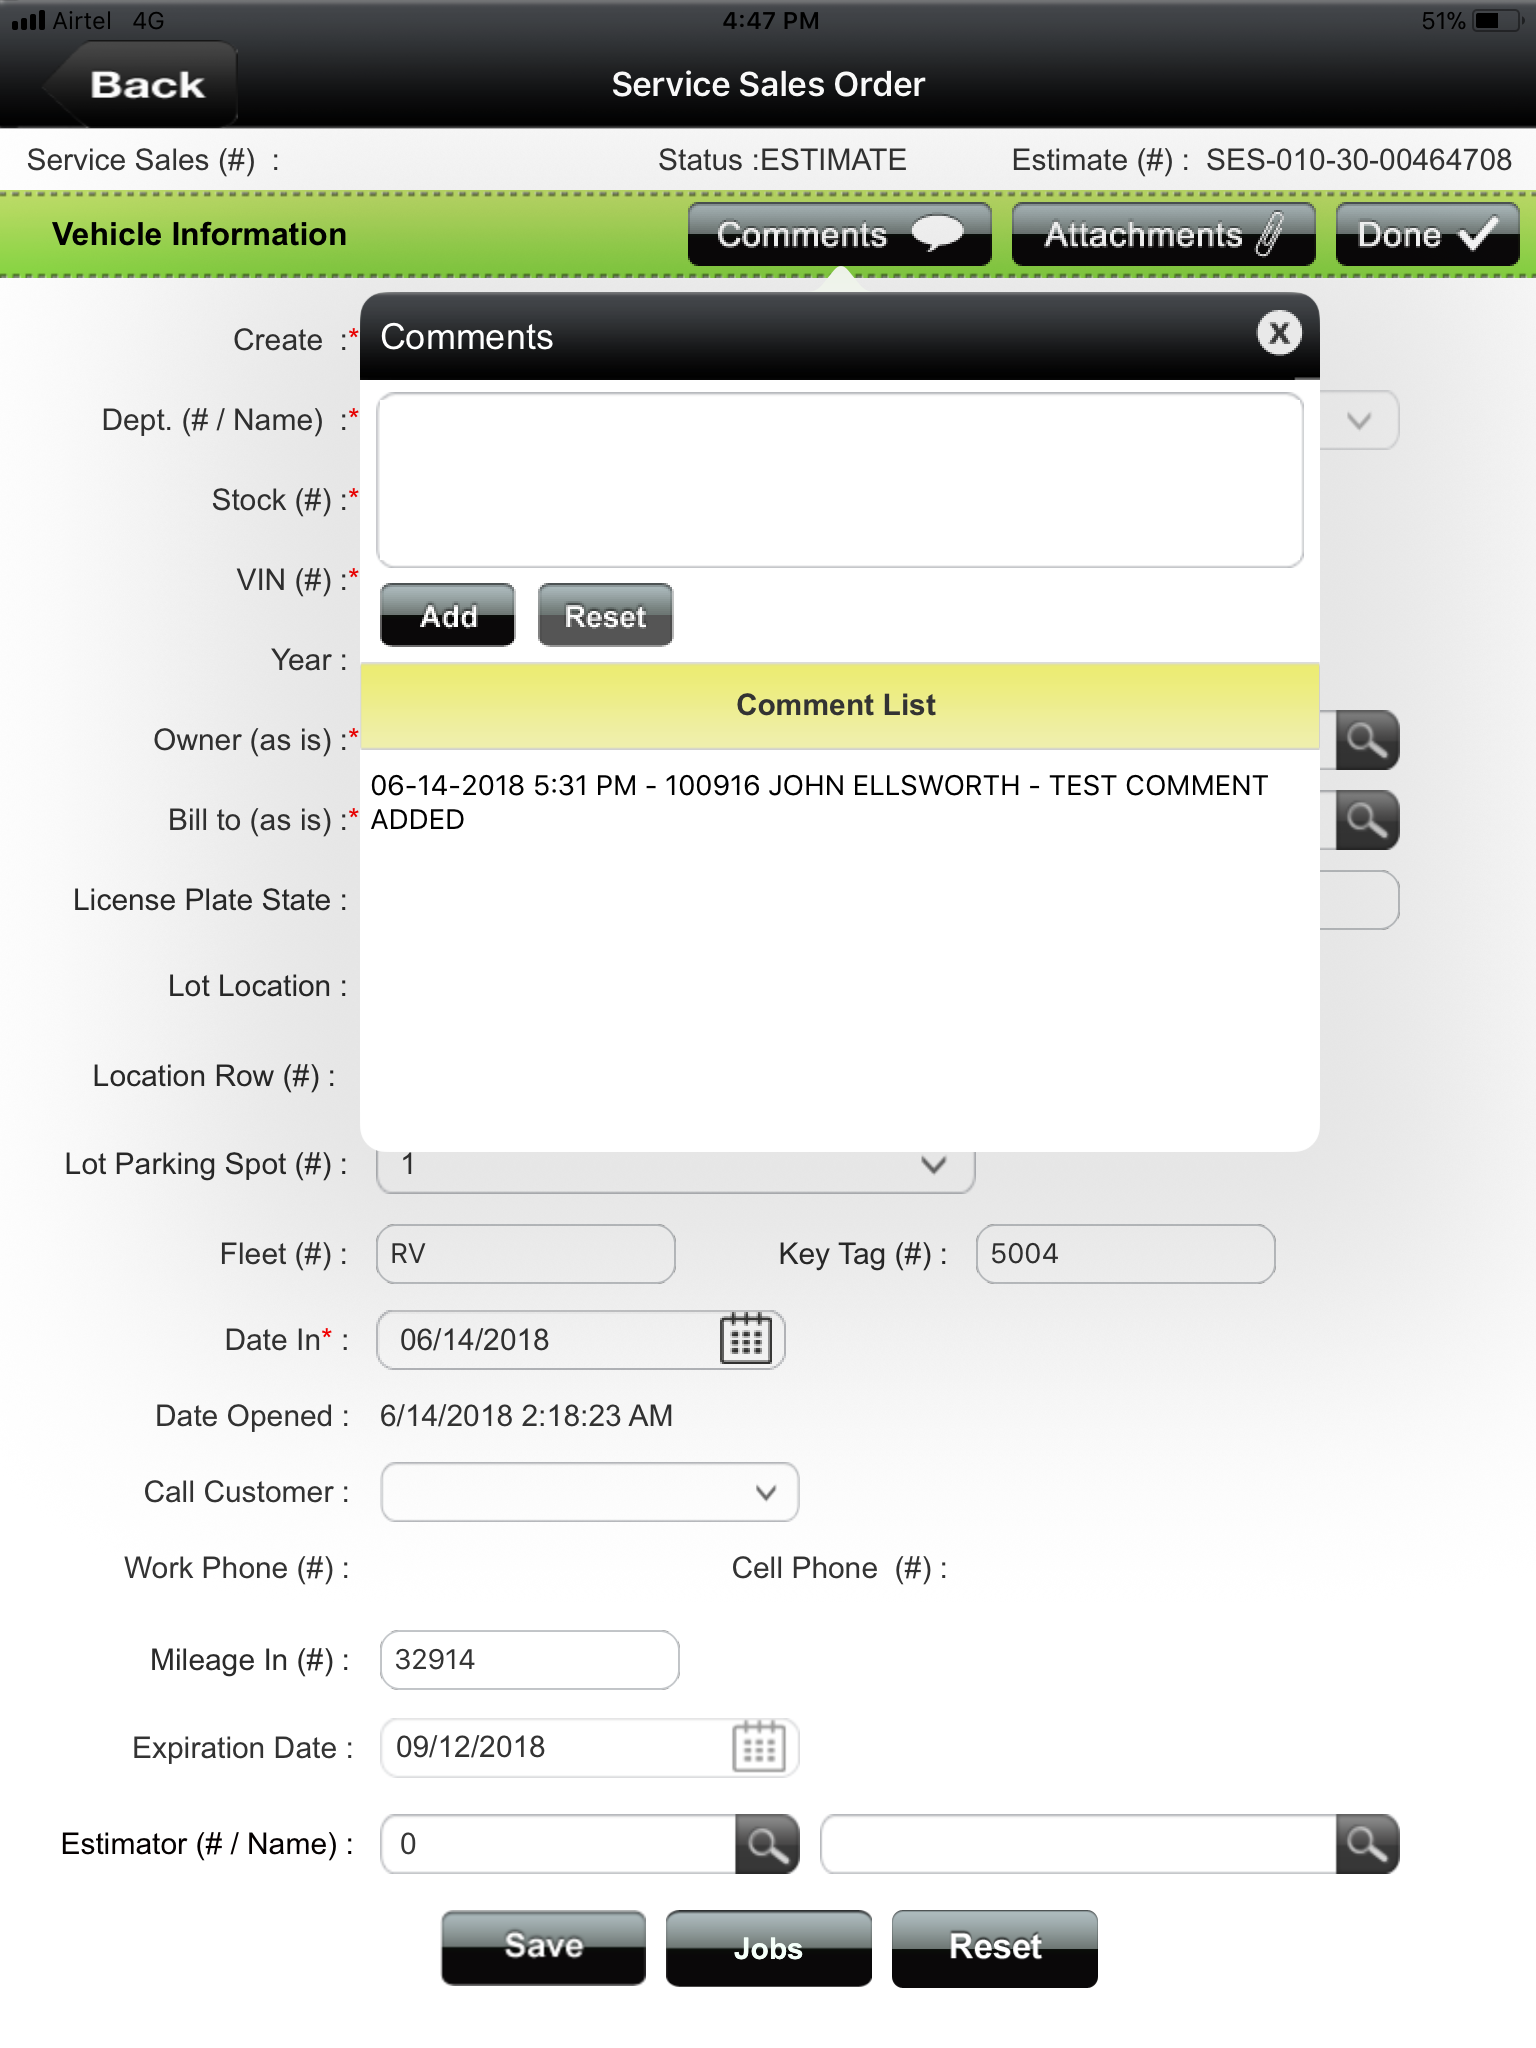 Airtel 4G 4:47 PM 51%
Back Service Sales Order
Service Sales (#) : Status :ESTIMATE Estimate (#) : SES-010-30-00464708
Vehicle Information Comments Attachments Done
Create :*
Comments X
Dept. (# / Name) :*
Stock (#) :*
VIN (#) :*
Add Reset
Year :
Comment List
Owner (as is) :*
06-14-2018 5:31 PM - 100916 JOHN ELLSWORTH - TEST COMMENT
ADDED
Bill to (as is) :*
License Plate State :
Lot Location :
Location Row (#) :
Lot Parking Spot (#) : 1
Fleet (#) : RV Key Tag (#) : 5004
Date In* : 06/14/2018
Date Opened : 6/14/2018 2:18:23 AM
Call Customer :
Work Phone (#) : Cell Phone (#) :
Mileage In (#) : 32914
Expiration Date : 09/12/2018
Estimator (# / Name) : 0
Save Jobs Reset